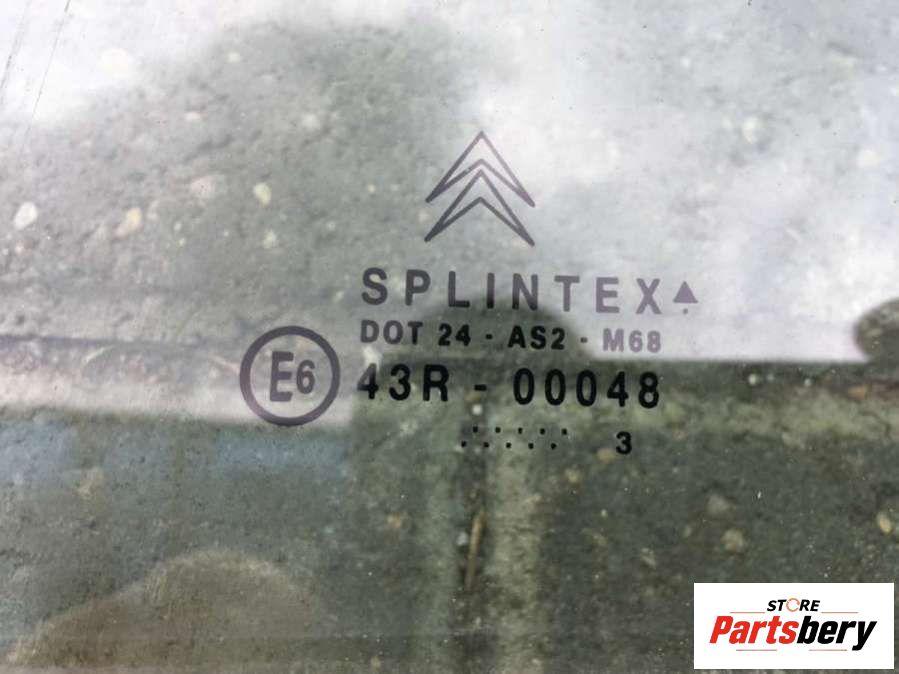 SPLINTEX
DOT 24 - AS2 - M68
E6 43R - 00048
3
STORE
Partsbery